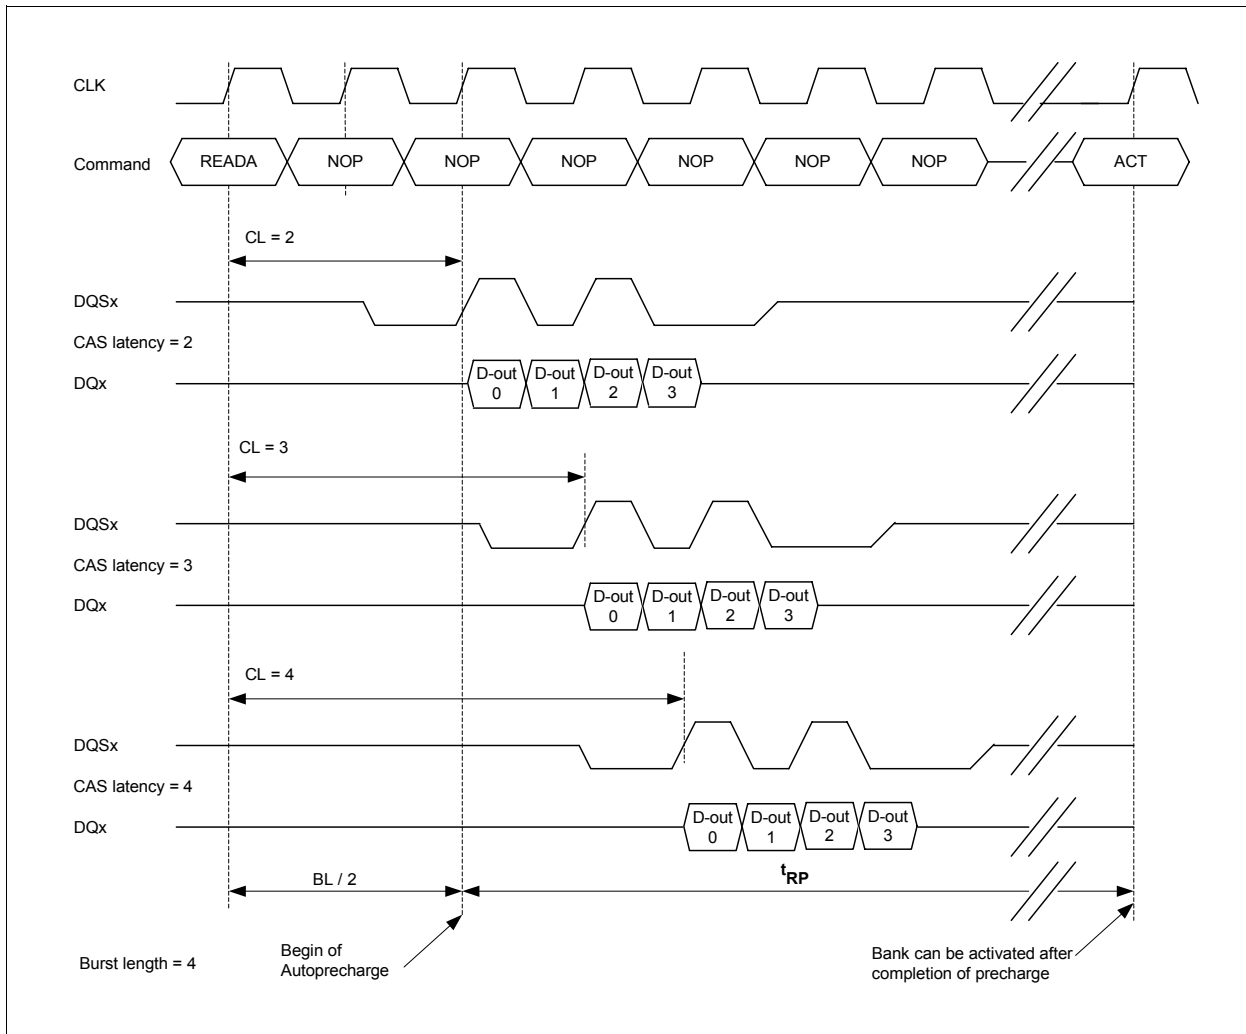 CLK
Command READA NOP NOP NOP NOP NOP NOP ACT
CL = 2
DQSx
CAS latency = 2
DQx D-out 0 D-out 1 D-out 2 D-out 3
CL = 3
DQSx
CAS latency = 3
DQx D-out 0 D-out 1 D-out 2 D-out 3
CL = 4
DQSx
CAS latency = 4
DQx D-out 0 D-out 1 D-out 2 D-out 3
BL / 2 tRP
Begin of
Autoprecharge
Bank can be activated after
completion of precharge
Burst length = 4